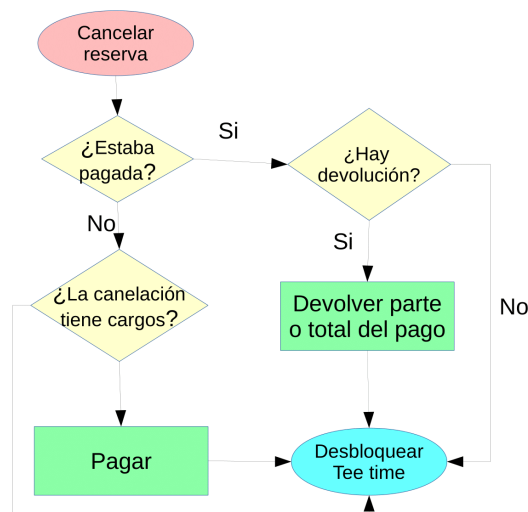 Cancelar
reserva
¿Estaba
pagada?
Si
¿Hay
devolución?
No
Si
¿La canelación
tiene cargos?
Devolver parte
o total del pago
No
Pagar
Desbloquear
Tee time